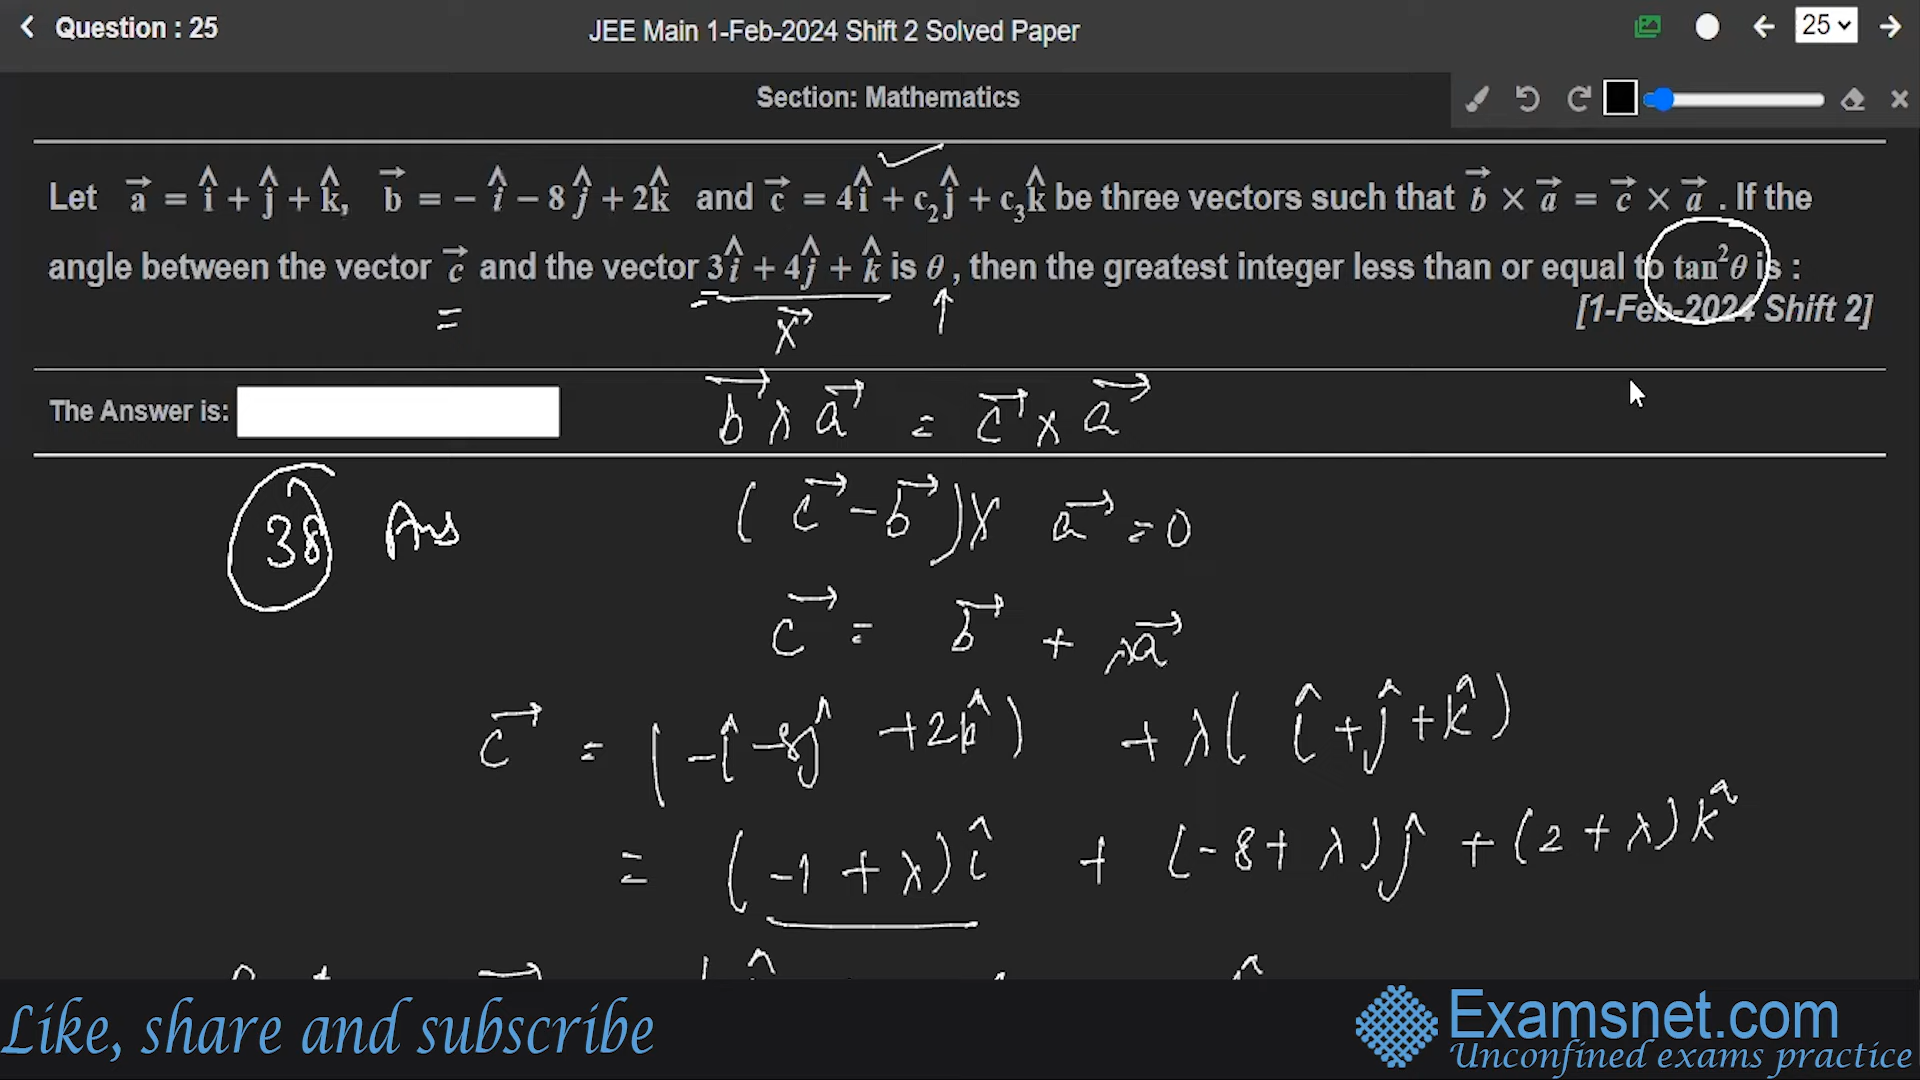 Question : 25
JEE Main 1-Feb-2024 Shift 2 Solved Paper
25
Section: Mathematics
Let a⃗ = î + ĵ + k̂, b⃗ = − î − 8ĵ + 2k̂ and c⃗ = 4î + c₂ĵ + c₃k̂ be three vectors such that b⃗ × a⃗ = c⃗ × a⃗ . If the
angle between the vector c⃗ and the vector 3î + 4ĵ + k̂ is θ , then the greatest integer less than or equal to tan²θ is :
[1-Feb-2024 Shift 2]
x⃗
The Answer is:
b⃗ × a⃗ = c⃗ × a⃗
38 Ans
(c⃗ − b⃗) × a⃗ = 0
c⃗ = b⃗ + λa⃗
c⃗ = (−î −8ĵ +2k̂) + λ(î + ĵ + k̂)
= (−1 + λ)î + (−8 + λ)ĵ + (2 + λ)k̂
Like, share and subscribe
Examsnet.com
Unconfined exams practice